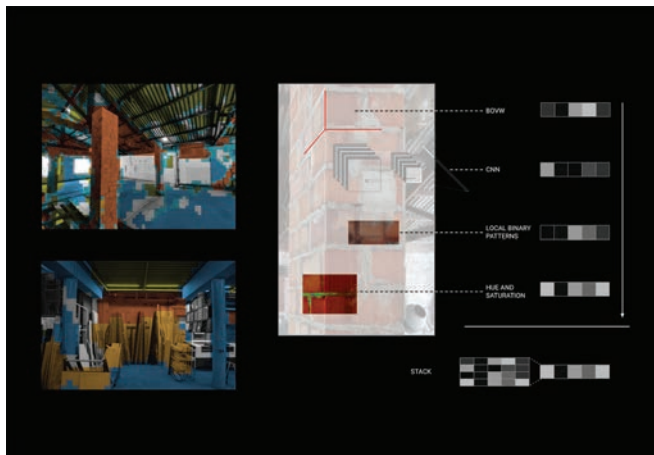 BOVW
CNN
LOCAL BINARY
PATTERNS
HUE AND
SATURATION
STACK